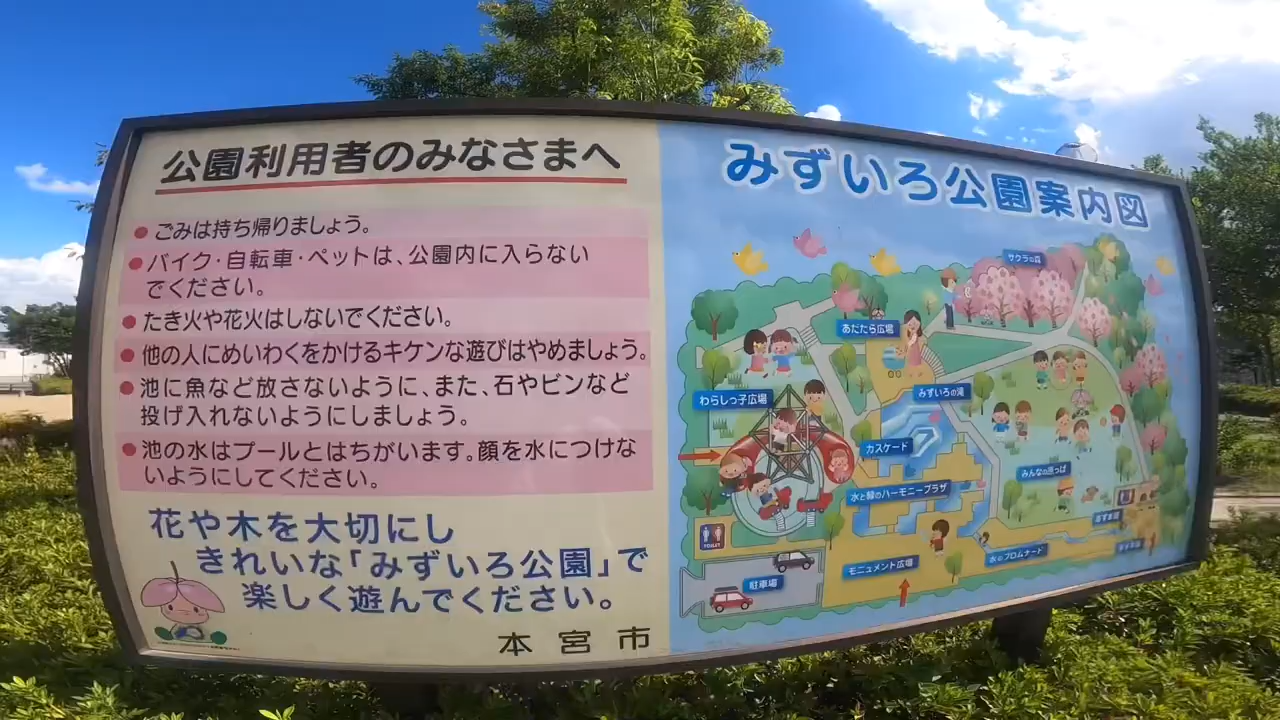 公園利用者のみなさまへ
●ごみは持ち帰りましょう。
●バイク・自転車・ペットは、公園内に入らない
でください。
●たき火や花火はしないでください。
●他の人にめいわくをかけるキケンな遊びはやめましょう。
●池に魚など放さないように、また、石やビンなど
投げ入れないようにしましょう。
●池の水はプールとはちがいます。顔を水につけな
いようにしてください。
花や木を大切にし
きれいな「みずいろ公園」で
楽しく遊んでください。
本宮市
みずいろ公園案内図
サクラの森
あだたら広場
みずいろの滝
わらしっ子広場
カスケード
みんなの原っぱ
水と緑のハーモニープラザ
TOILET
水のプロムナード
モニュメント広場
駐車場